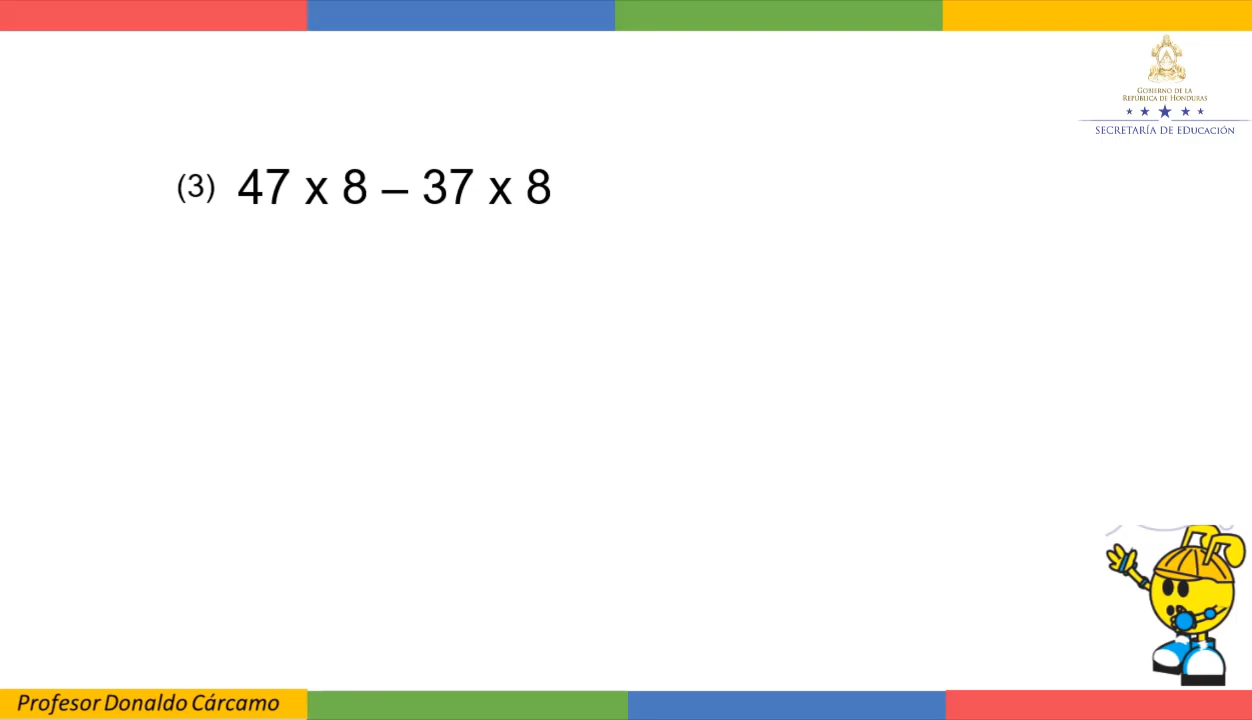 GOBIERNO DE LA
REPÚBLICA DE HONDURAS
SECRETARÍA DE EDUCACIÓN
(3) 47 x 8 – 37 x 8
Profesor Donaldo Cárcamo